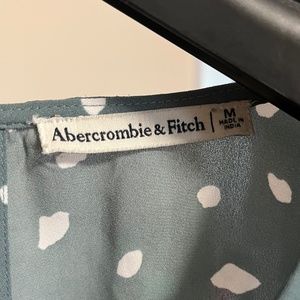 Abercrombie & Fitch
M
MADE IN
INDIA